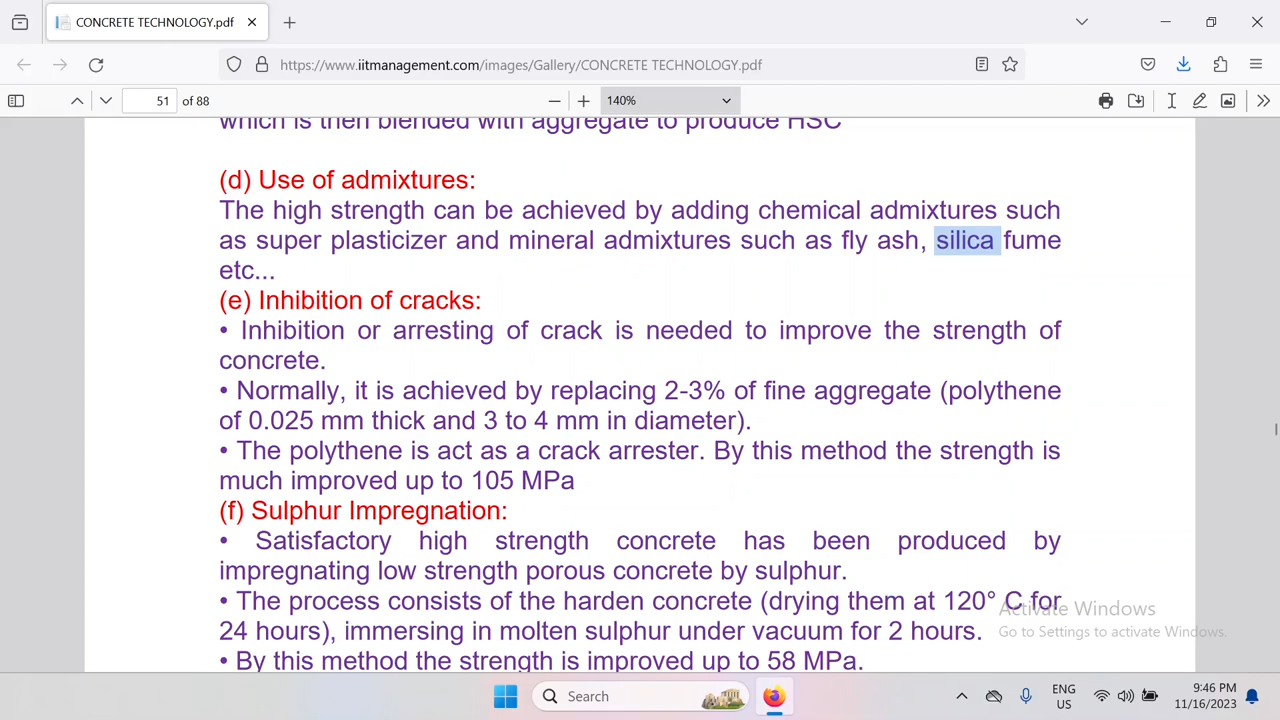 CONCRETE TECHNOLOGY.pdf
https://www.iitmanagement.com/images/Gallery/CONCRETE TECHNOLOGY.pdf
51 of 88
140%
which is then blended with aggregate to produce HSC
(d) Use of admixtures:
The high strength can be achieved by adding chemical admixtures such
as super plasticizer and mineral admixtures such as fly ash, silica fume
etc...
(e) Inhibition of cracks:
• Inhibition or arresting of crack is needed to improve the strength of
concrete.
• Normally, it is achieved by replacing 2-3% of fine aggregate (polythene
of 0.025 mm thick and 3 to 4 mm in diameter).
• The polythene is act as a crack arrester. By this method the strength is
much improved up to 105 MPa
(f) Sulphur Impregnation:
• Satisfactory high strength concrete has been produced by
impregnating low strength porous concrete by sulphur.
• The process consists of the harden concrete (drying them at 120° C for
24 hours), immersing in molten sulphur under vacuum for 2 hours.
• By this method the strength is improved up to 58 MPa.
Activate Windows
Go to Settings to activate Windows.
Search
ENG
US
9:46 PM
11/16/2023